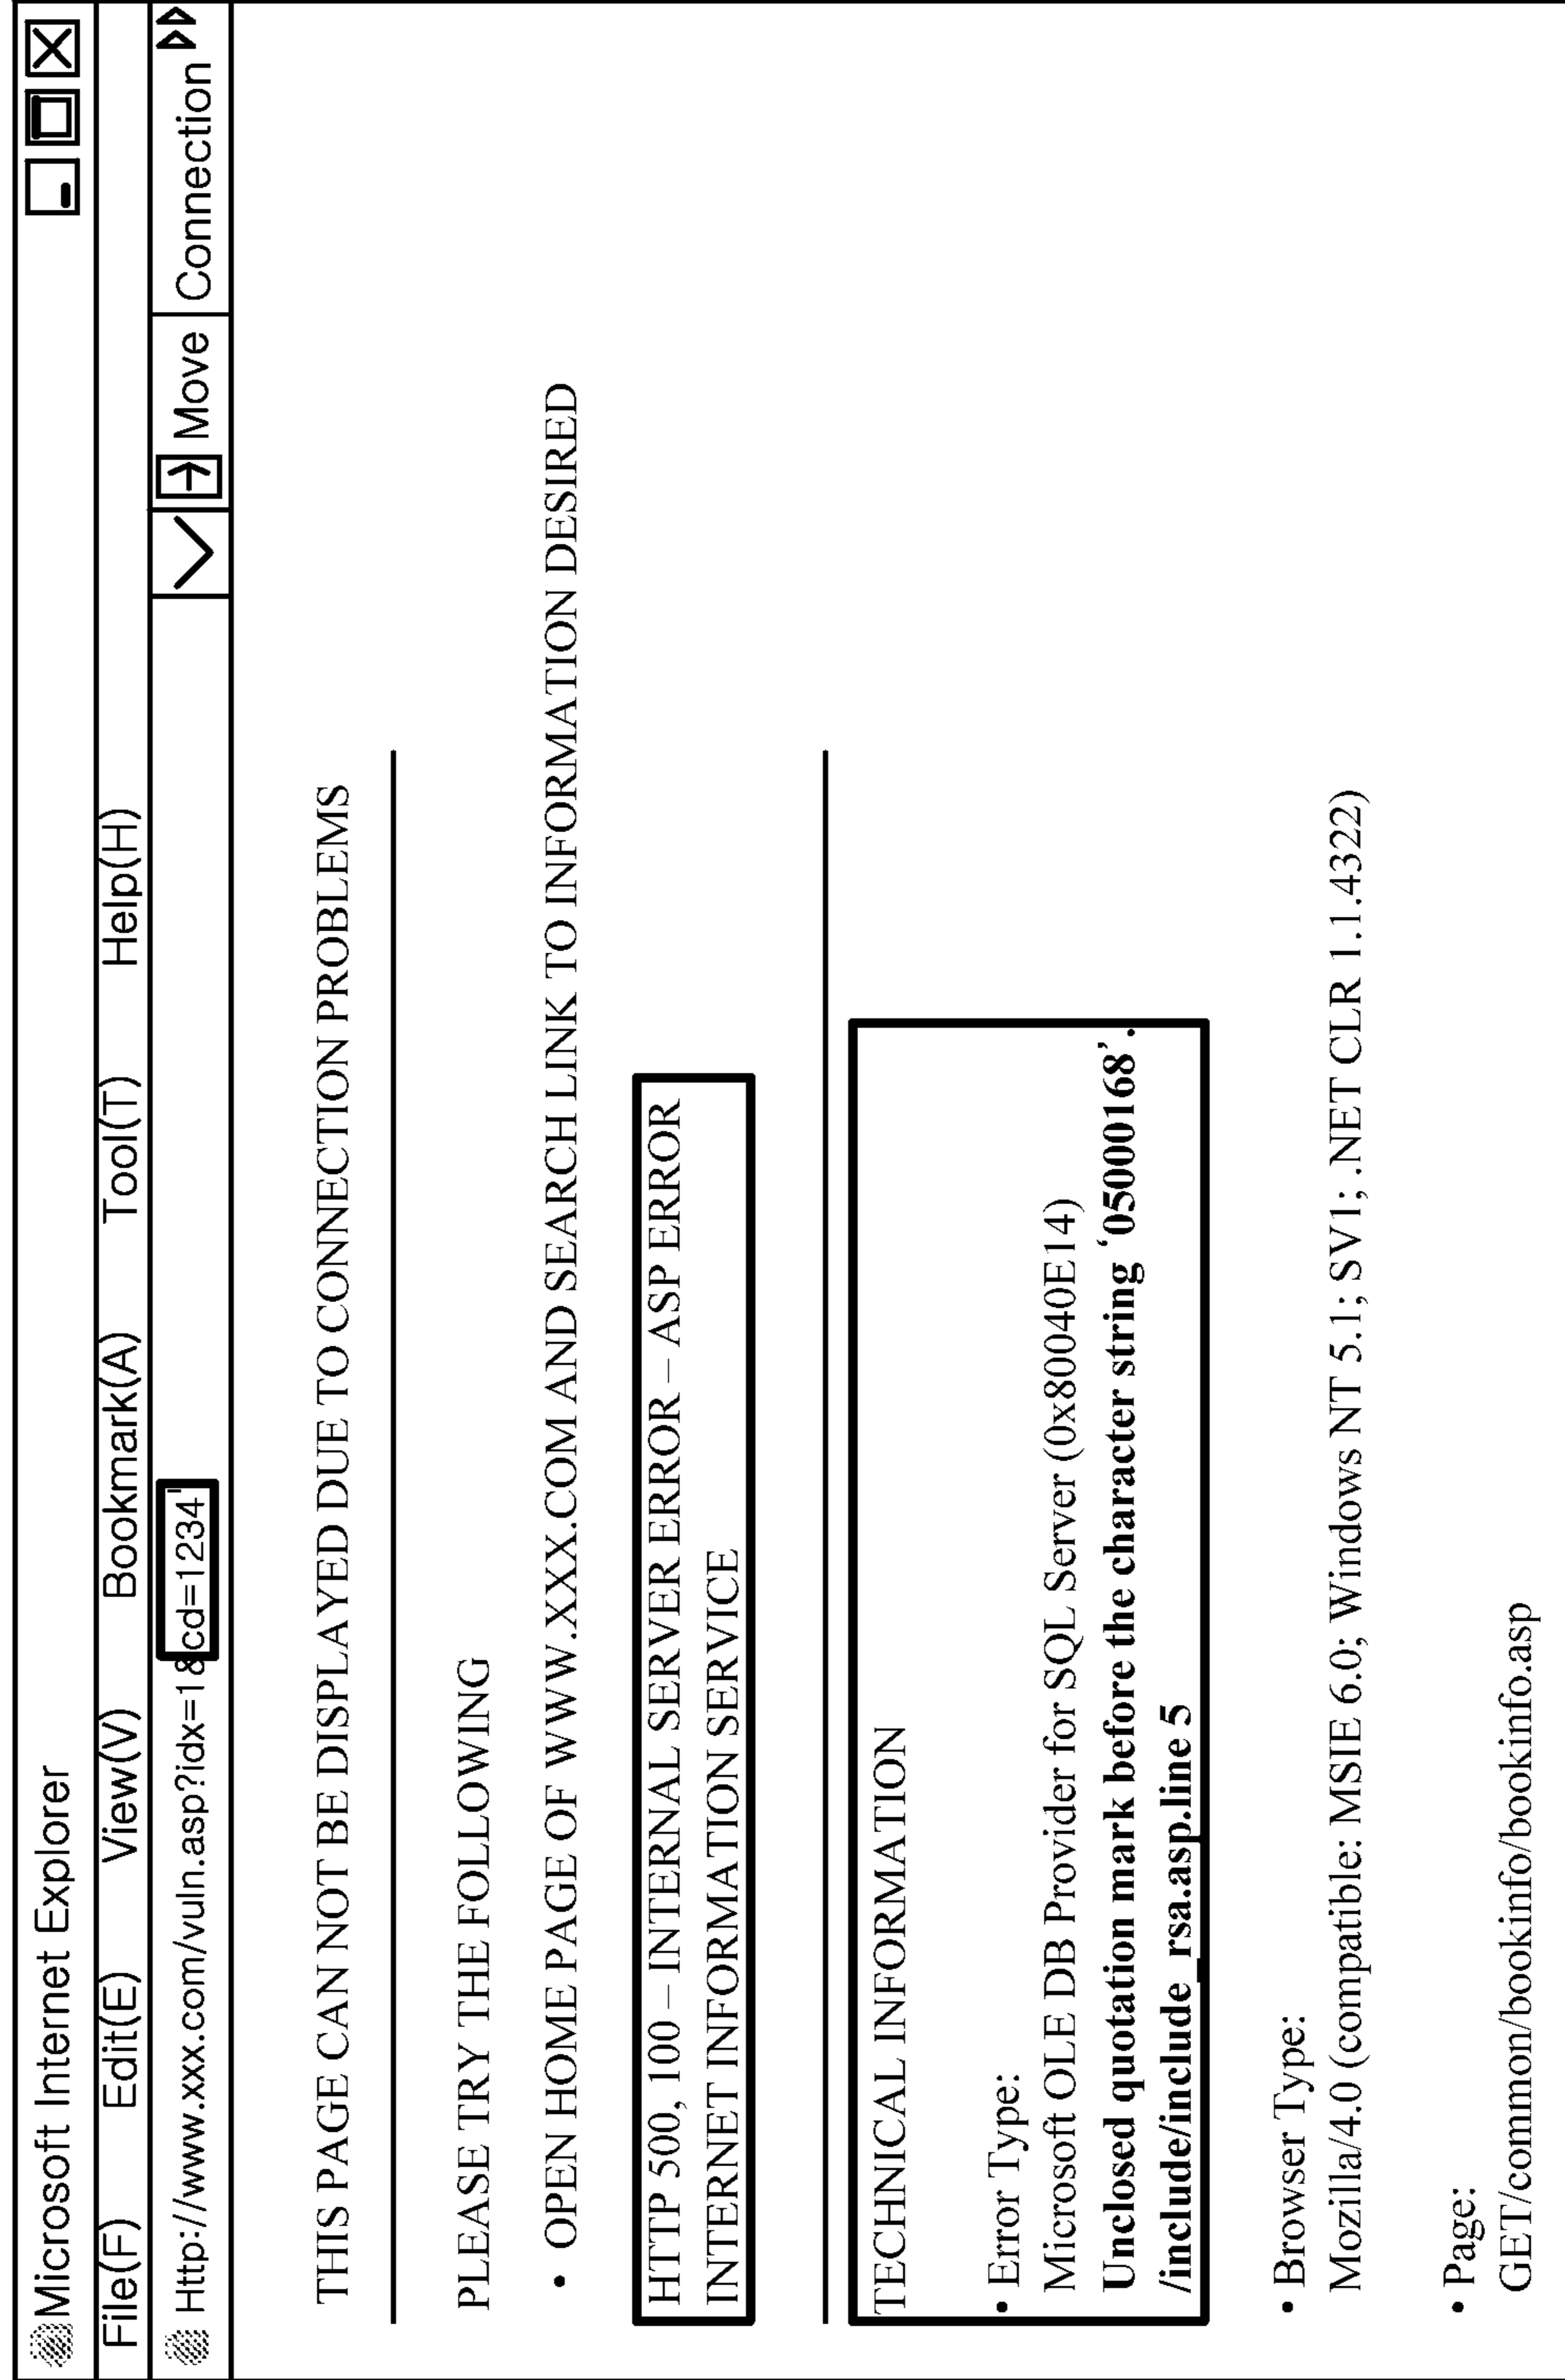 Microsoft Internet Explorer
File(F) Edit(E) View(V) Bookmark(A) Tool(T) Help(H)
Http://www.xxx.com/vuln.asp?idx=1&cd=1234' Move Connection
THIS PAGE CAN NOT BE DISPLAYED DUE TO CONNECTION PROBLEMS
PLEASE TRY THE FOLLOWING
• OPEN HOME PAGE OF WWW.XXX.COM AND SEARCH LINK TO INFORMATION DESIRED
HTTP 500, 100 – INTERNAL SERVER ERROR – ASP ERROR
INTERNET INFORMATION SERVICE
TECHNICAL INFORMATION
• Error Type:
Microsoft OLE DB Provider for SQL Server (0x80040E14)
Unclosed quotation mark before the character string ‘05000168’.
/include/include_rsa.asp.line 5
• Browser Type:
Mozilla/4.0 (compatible: MSIE 6.0; Windows NT 5.1; SV1; .NET CLR 1.1.4322)
• Page:
GET/common/bookinfo/bookinfo.asp